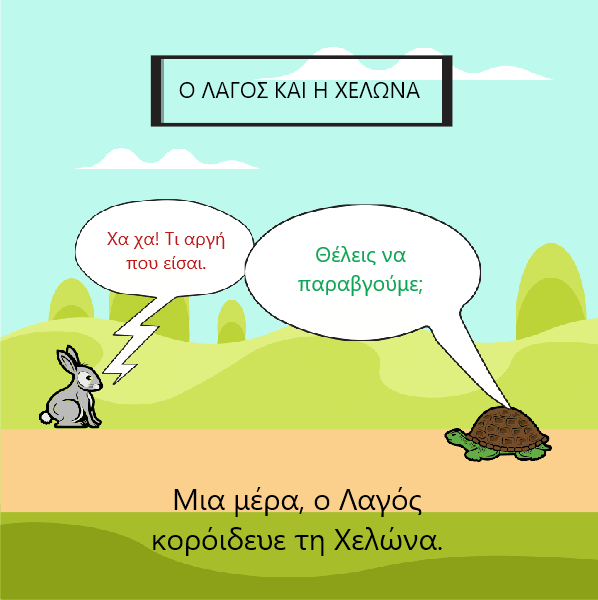 Ο ΛΑΓΟΣ ΚΑΙ Η ΧΕΛΩΝΑ
Χα χα! Τι αργή
που είσαι.
Θέλεις να
παραβγούμε;
Μια μέρα, ο Λαγός
κορόιδευε τη Χελώνα.